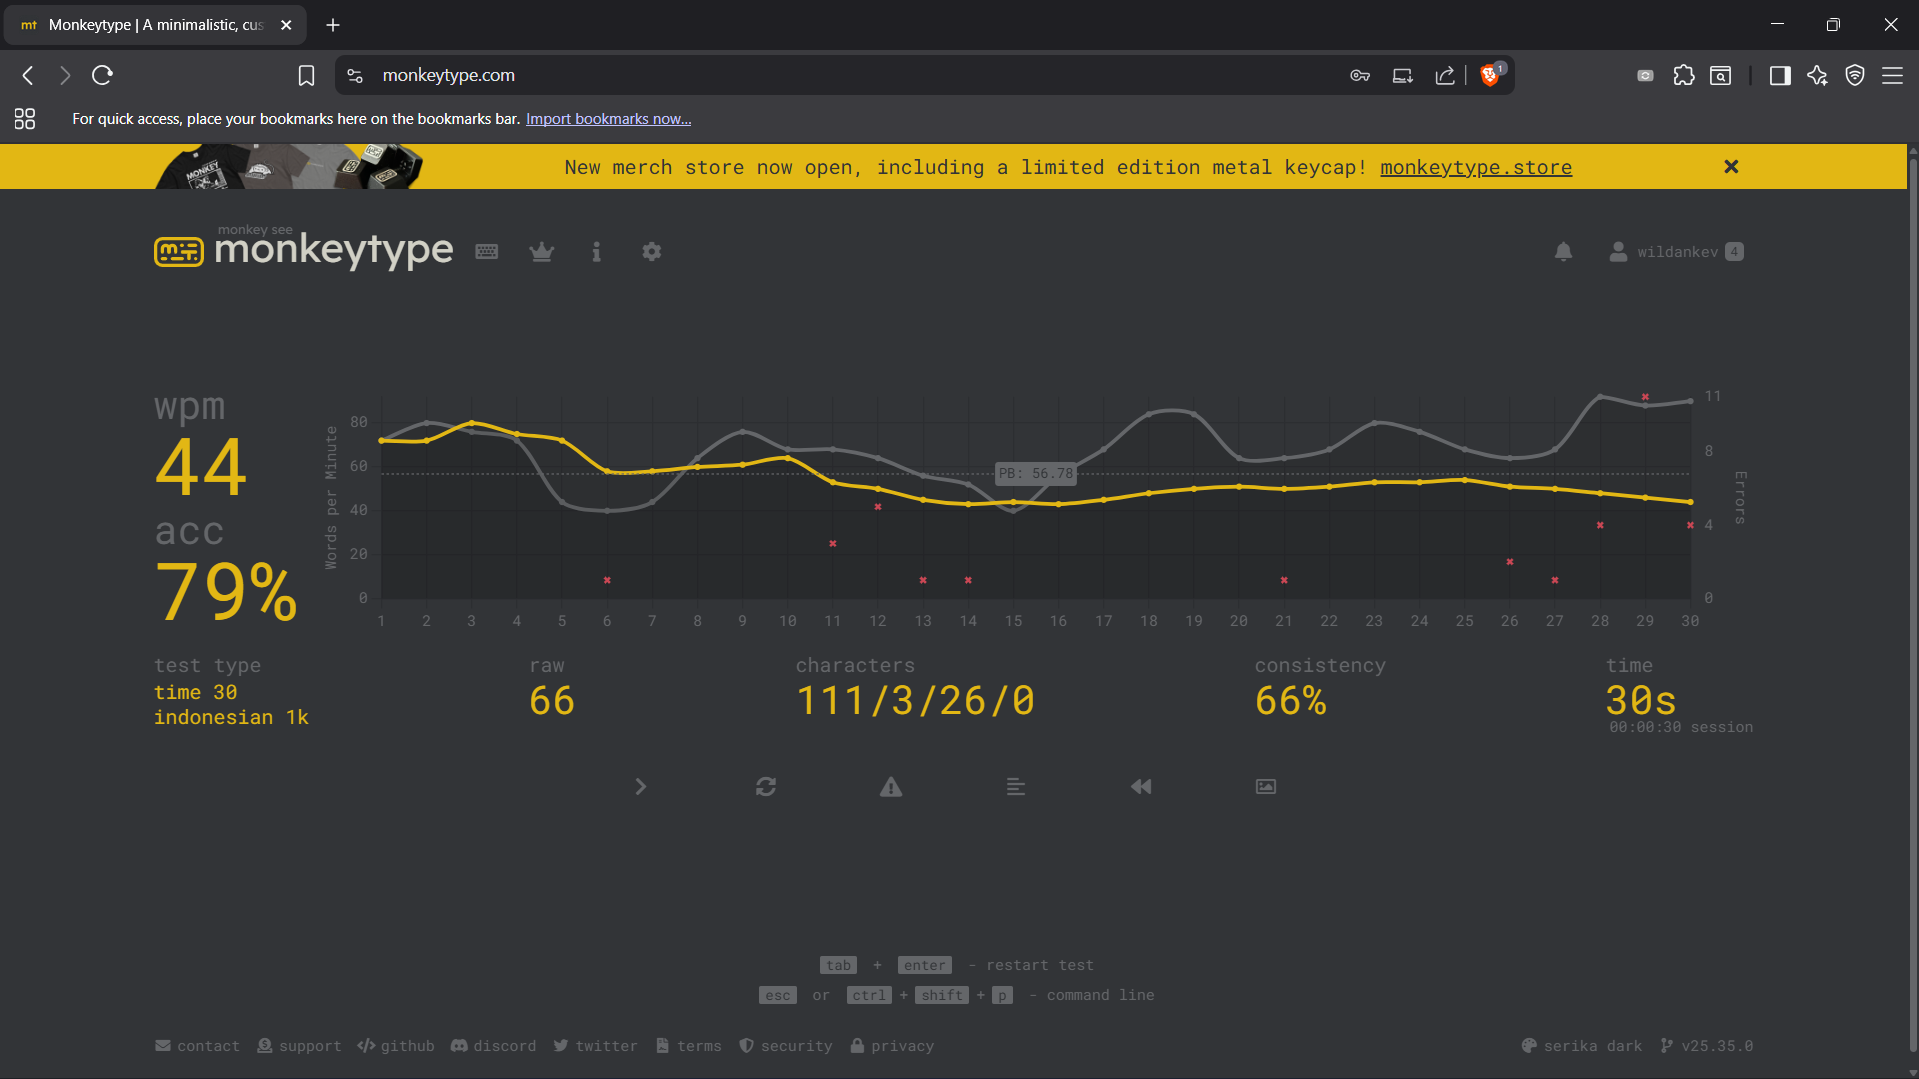 mt Monkeytype | A minimalistic, cus
monkeytype.com
1
For quick access, place your bookmarks here on the bookmarks bar. Import bookmarks now...
MONKEY
New merch store now open, including a limited edition metal keycap! monkeytype.store
monkey see
monkeytype
wildankev 4
wpm
44
acc
79%
Words per Minute
80
60
40
20
0
PB: 56.78
11
8
4
0
Errors
1 2 3 4 5 6 7 8 9 10 11 12 13 14 15 16 17 18 19 20 21 22 23 24 25 26 27 28 29 30
test type
time 30
indonesian 1k
raw
66
characters
111/3/26/0
consistency
66%
time
30s
00:00:30 session
tab + enter - restart test
esc or ctrl + shift + p - command line
contact support github discord twitter terms security privacy
serika dark v25.35.0